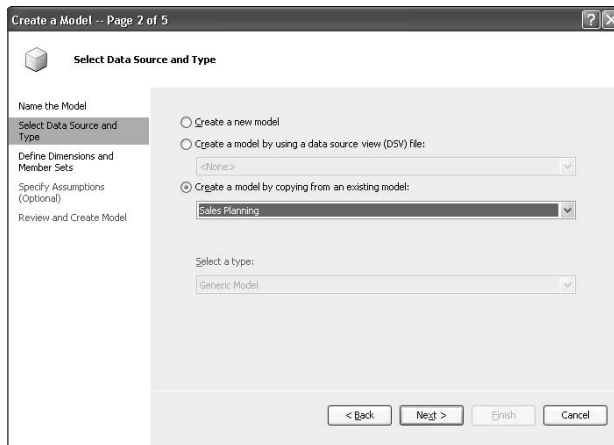 Create a Model -- Page 2 of 5
Select Data Source and Type
Name the Model
Select Data Source and
Type
Define Dimensions and
Member Sets
Specify Assumptions
(Optional)
Review and Create Model
Create a new model
Create a model by using a data source view (DSV) file:
<None>
Create a model by copying from an existing model:
Sales Planning
Select a type:
Generic Model
< Back
Next >
Finish
Cancel